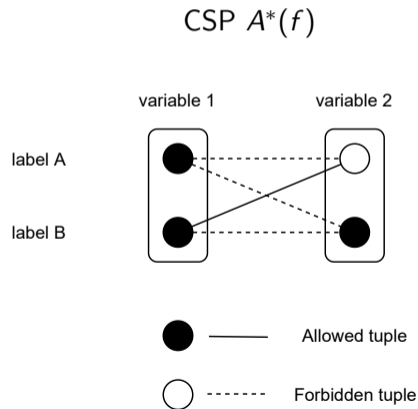 CSP A*(f)
variable 1 variable 2
label A
label B
Allowed tuple
Forbidden tuple